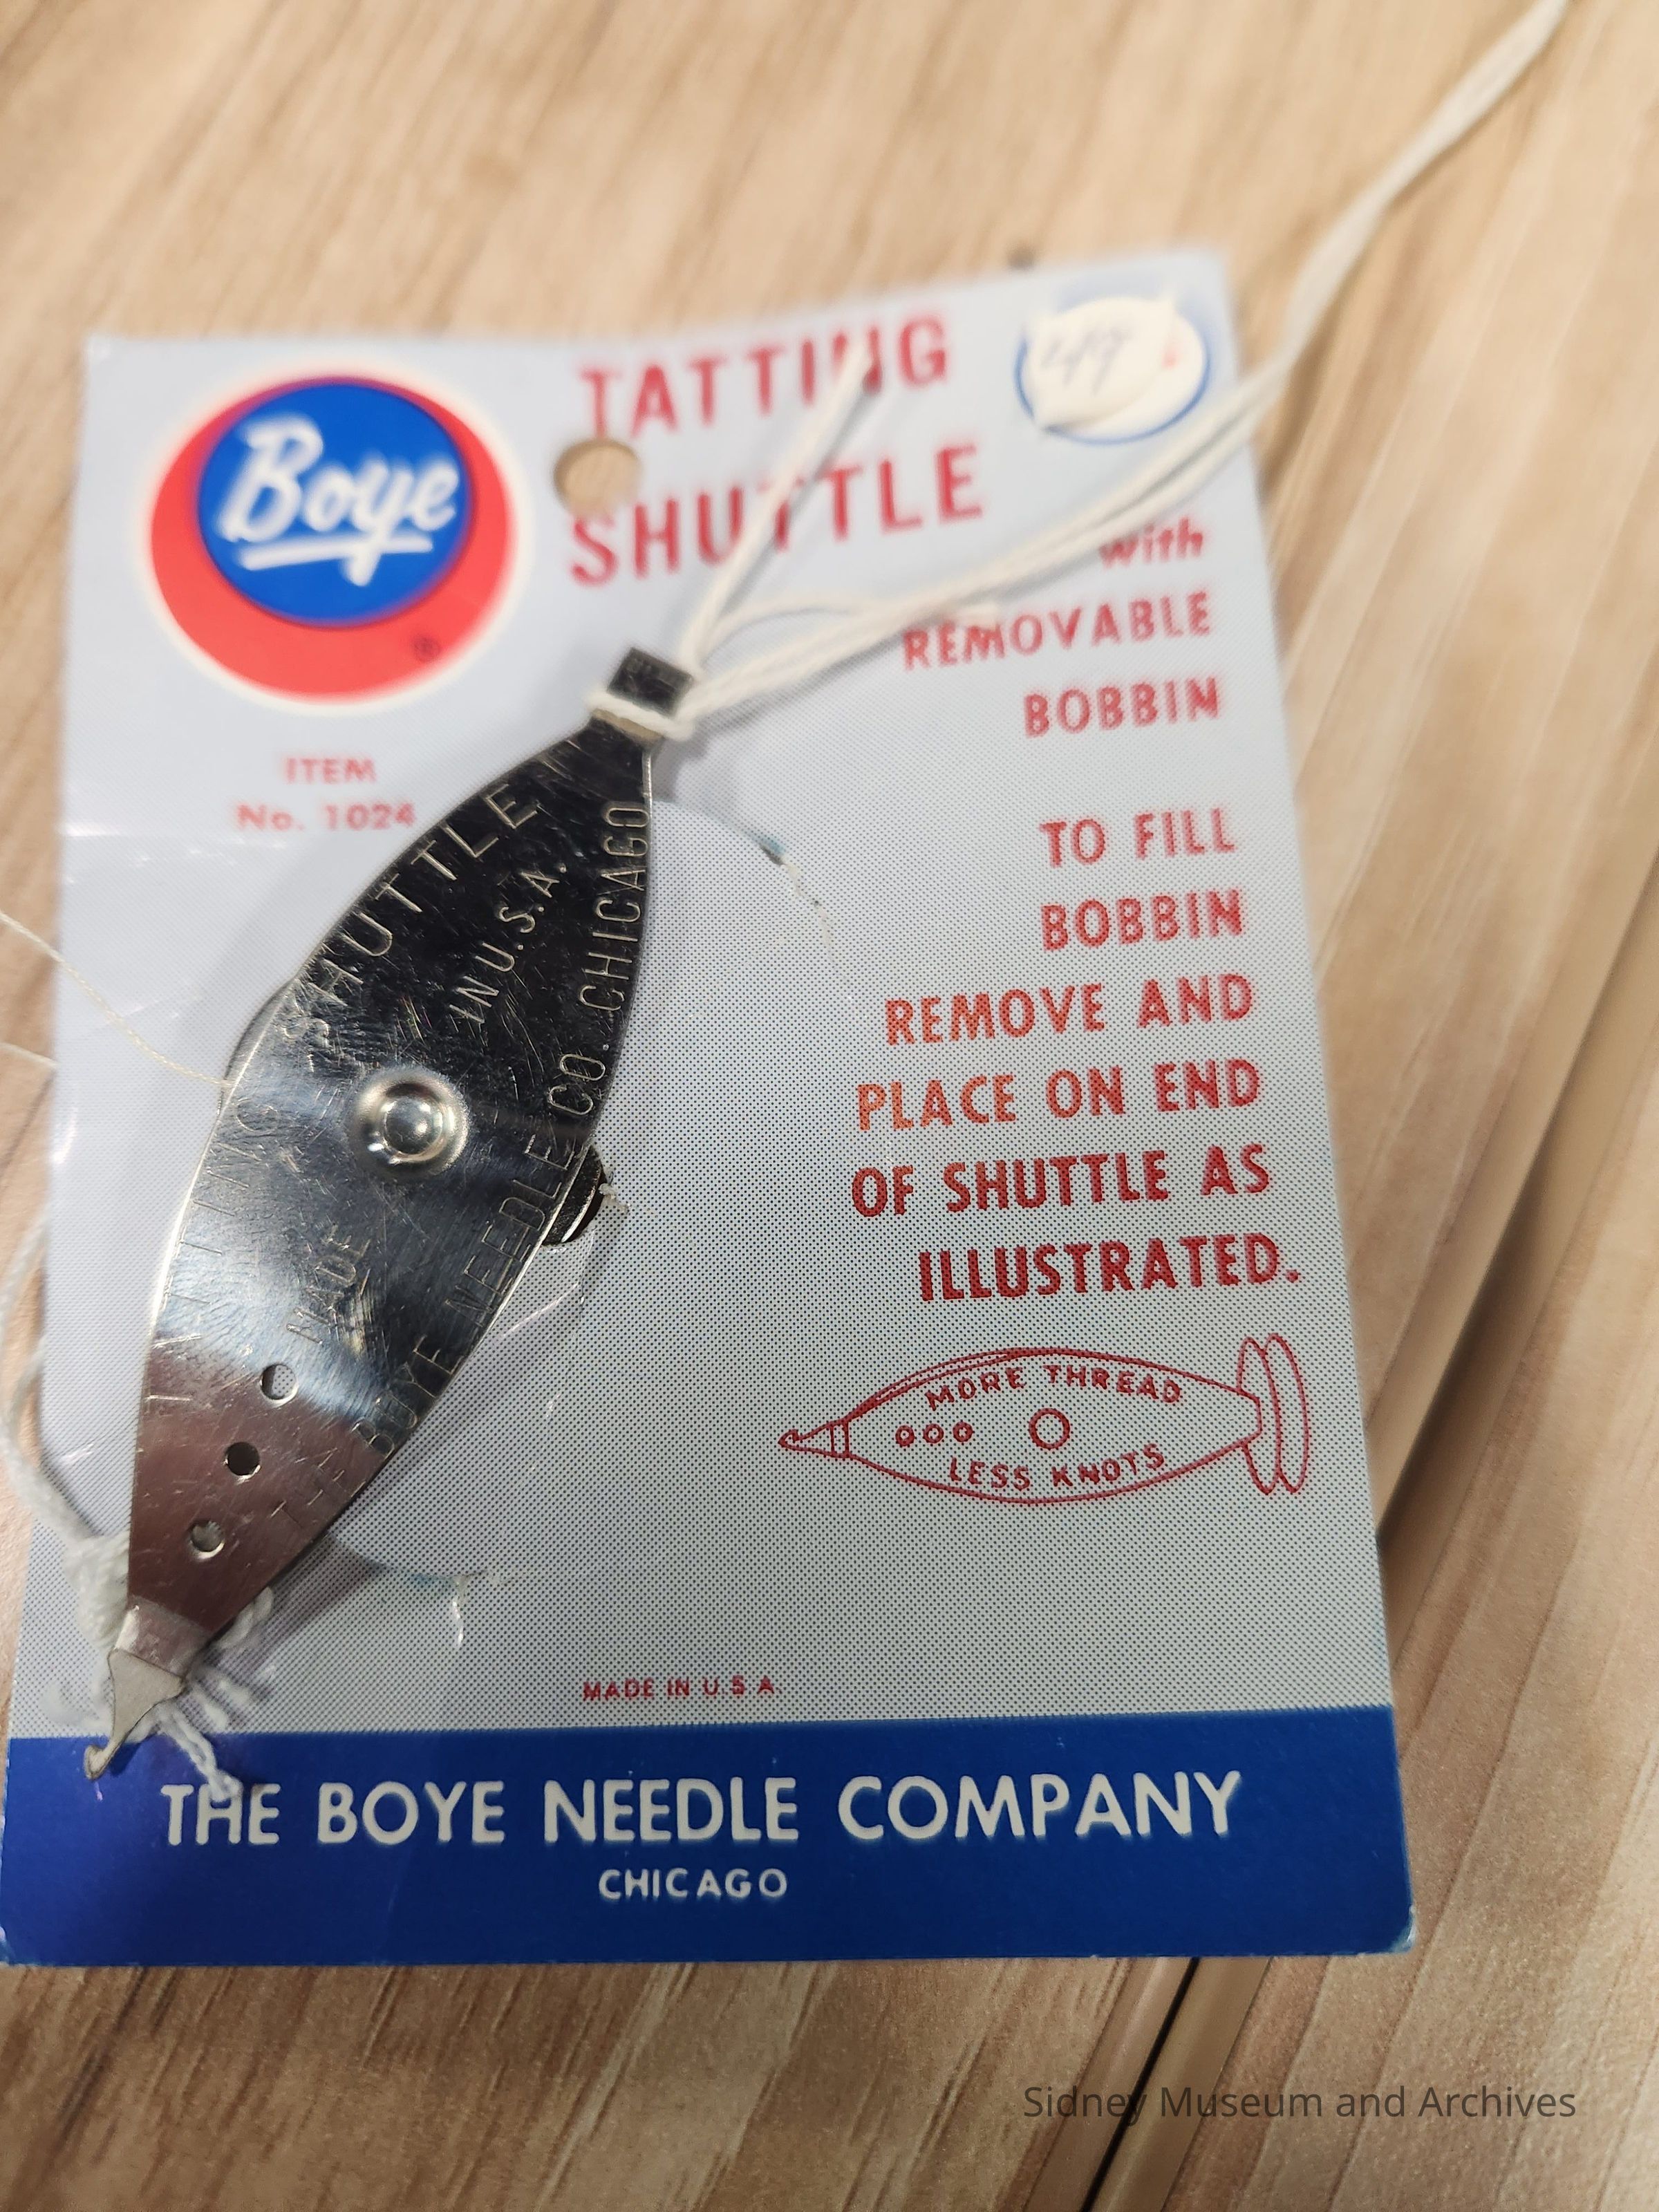 Boye
®
TATTING
SHUTTLE
49
with
REMOVABLE
BOBBIN
ITEM
No. 1024
TO FILL
BOBBIN
REMOVE AND
PLACE ON END
OF SHUTTLE AS
ILLUSTRATED.
MORE THREAD
LESS KNOTS
TATTING SHUTTLE
MADE IN U.S.A.
THE BOYE NEEDLE CO. CHICAGO
MADE IN U.S.A
THE BOYE NEEDLE COMPANY
CHICAGO
Sidney Museum and Archives